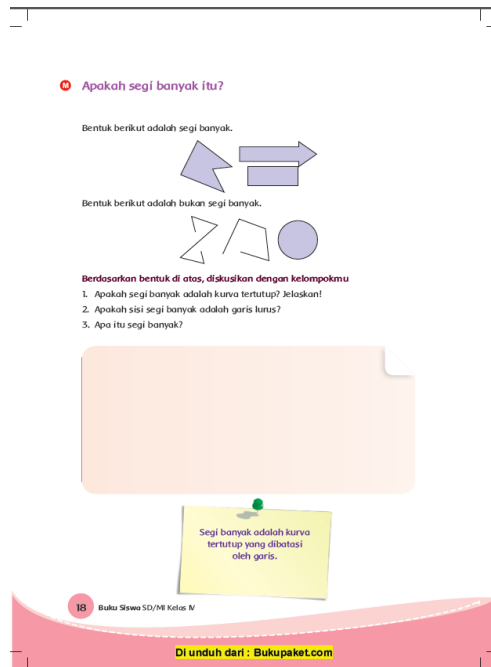 M Apakah segi banyak itu?
Bentuk berikut adalah segi banyak.
Bentuk berikut adalah bukan segi banyak.
Berdasarkan bentuk di atas, diskusikan dengan kelompokmu
1. Apakah segi banyak adalah kurva tertutup? Jelaskan!
2. Apakah sisi segi banyak adalah garis lurus?
3. Apa itu segi banyak?
Segi banyak adalah kurva
tertutup yang dibatasi
oleh garis.
18 Buku Siswa SD/MI Kelas IV
Di unduh dari : Bukupaket.com